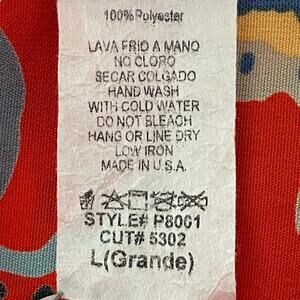 100% Polyester
LAVA FRIO A MANO
NO CLORO
SECAR COLGADO
HAND WASH
WITH COLD WATER
DO NOT BLEACH
HANG OR LINE DRY
LOW IRON
MADE IN U.S.A.
STYLE# P8001
CUT# 5302
L(Grande)